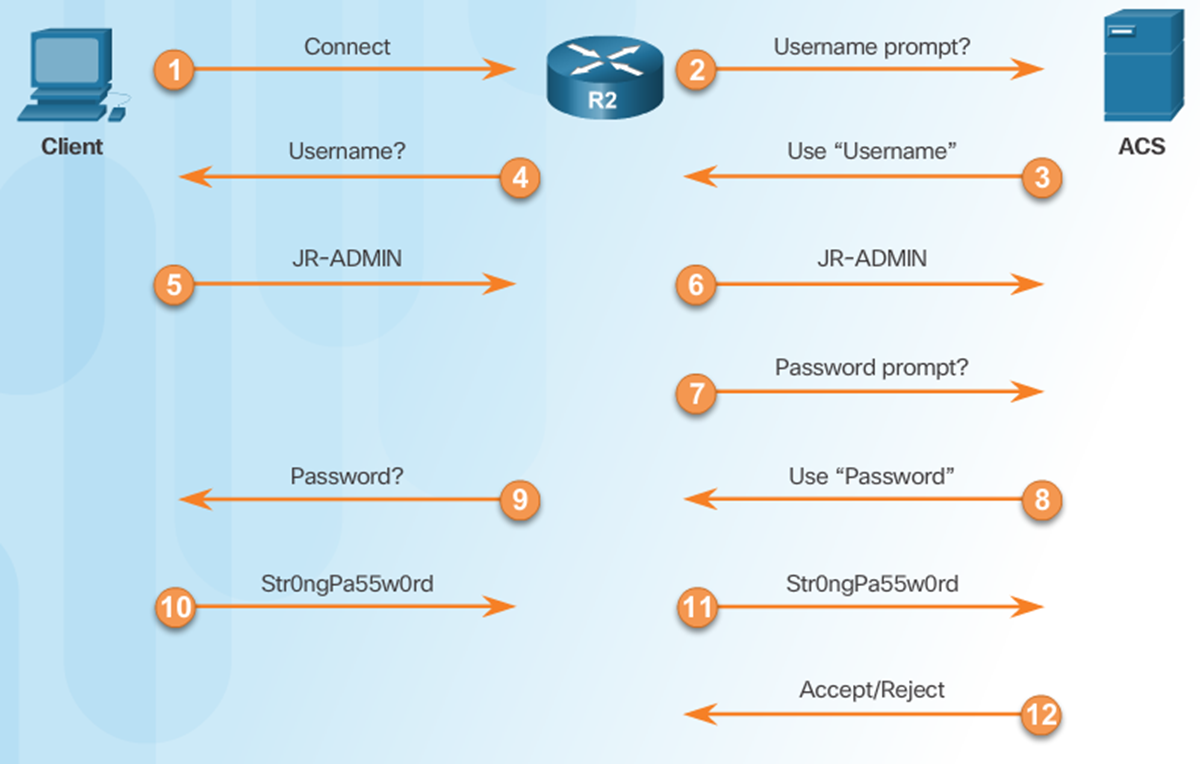 Connect
Username prompt?
1
R2
2
Client
ACS
Username?
Use “Username”
4
3
JR-ADMIN
JR-ADMIN
5
6
Password prompt?
7
Password?
Use “Password”
9
8
Str0ngPa55w0rd
Str0ngPa55w0rd
10
11
Accept/Reject
12